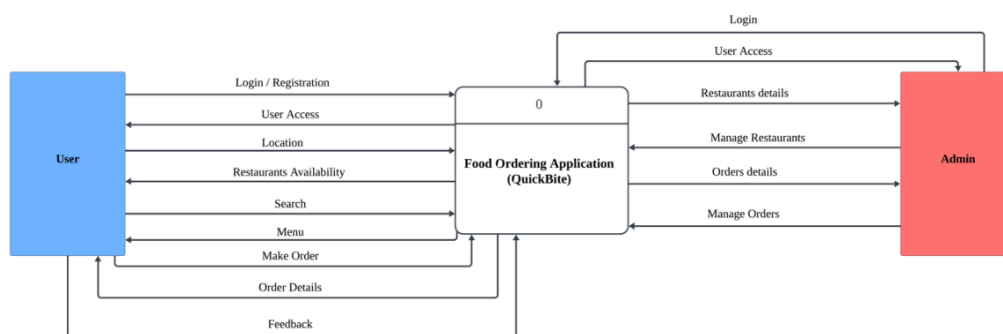 Login
User Access
Login / Registration
Restaurants details
0
User Access
Manage Restaurants
Location
User
Food Ordering Application
(QuickBite)
Admin
Restaurants Availability
Orders details
Search
Manage Orders
Menu
Make Order
Order Details
Feedback